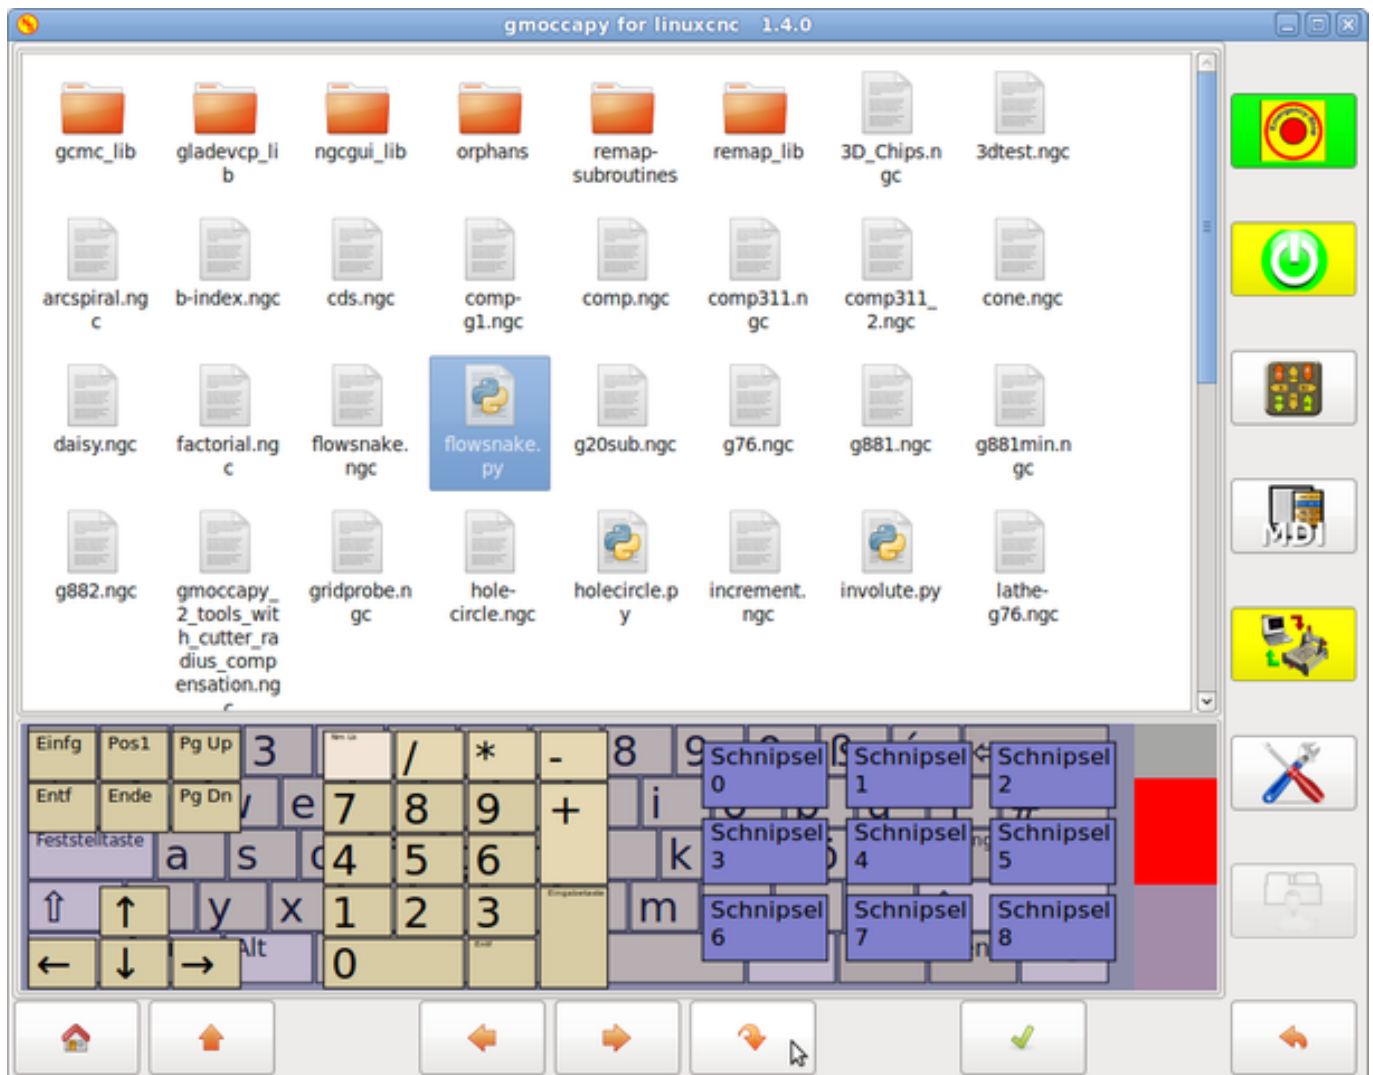 gmoccapy for linuxcnc 1.4.0
gcmc_lib
gladevcp_li
b
ngcgui_lib
orphans
remap-
subroutines
remap_lib
3D_Chips.n
gc
3dtest.ngc
arcspiral.ng
c
b-index.ngc
cds.ngc
comp-
g1.ngc
comp.ngc
comp311.n
gc
comp311_
2.ngc
cone.ngc
daisy.ngc
factorial.ng
c
flowsnake.
ngc
flowsnake.
py
g20sub.ngc
g76.ngc
g881.ngc
g881min.n
gc
g882.ngc
gmoccapy_
2_tools_wit
h_cutter_ra
dius_comp
ensation.ng
c
gridprobe.n
gc
hole-
circle.ngc
holecircle.p
y
increment.
ngc
involute.py
lathe-
g76.ngc
MDI
Einfg Pos1 Pg Up 3 / * - 8 9
Schnipsel
0
Schnipsel
1
Schnipsel
2
Entf Ende Pg Dn e 7 8 9 + i
Feststelltaste a s 4 5 6 k
Schnipsel
3
Schnipsel
4
Schnipsel
5
⇧ ↑ y x 1 2 3 Eingabetaste m
Schnipsel
6
Schnipsel
7
Schnipsel
8
← ↓ → Alt 0 Entf